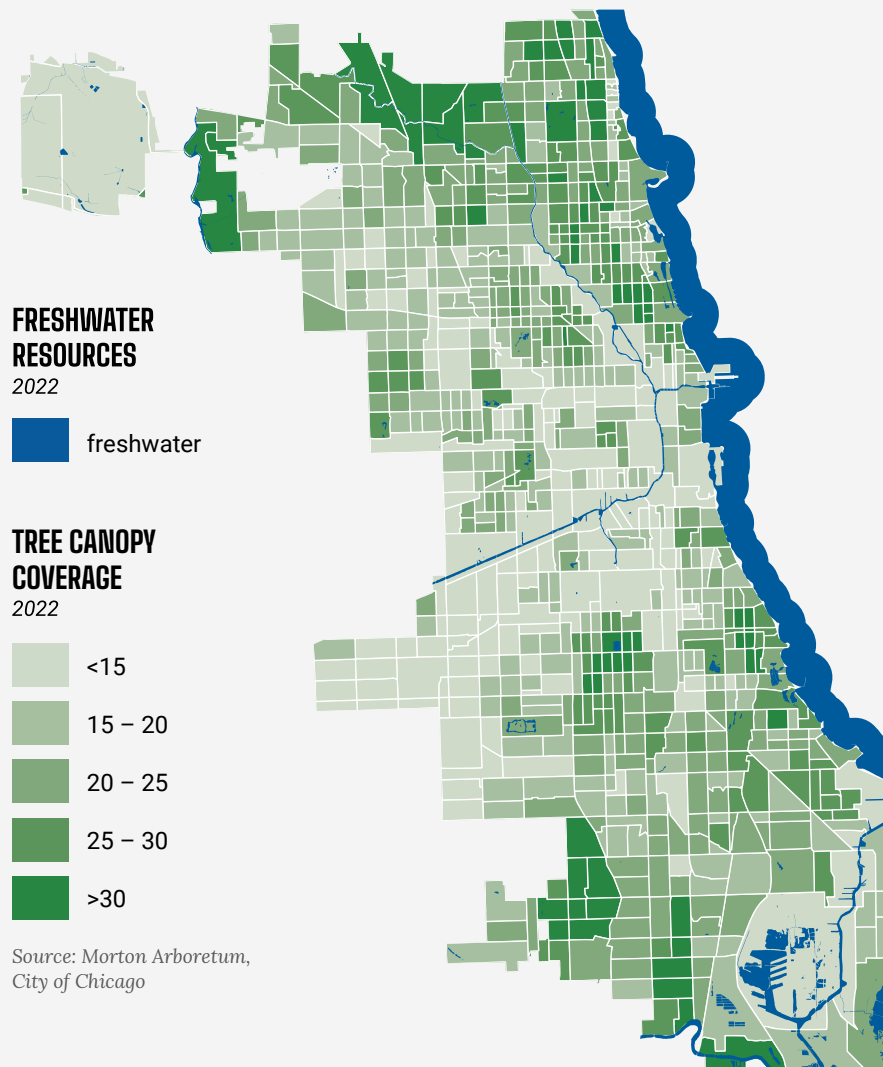 FRESHWATER
RESOURCES
2022
freshwater
TREE CANOPY
COVERAGE
2022
<15
15 – 20
20 – 25
25 – 30
>30
Source: Morton Arboretum,
City of Chicago